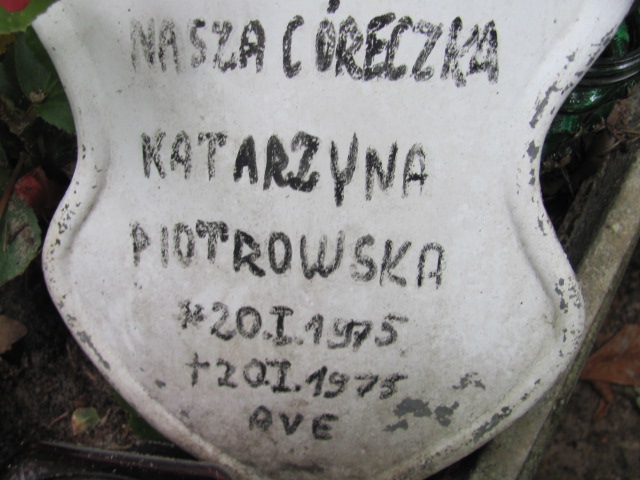 NASZA CÓRECZKA
KATARZYNA
PIOTROWSKA
* 20.I.1975
† 20.I.1975
AVE